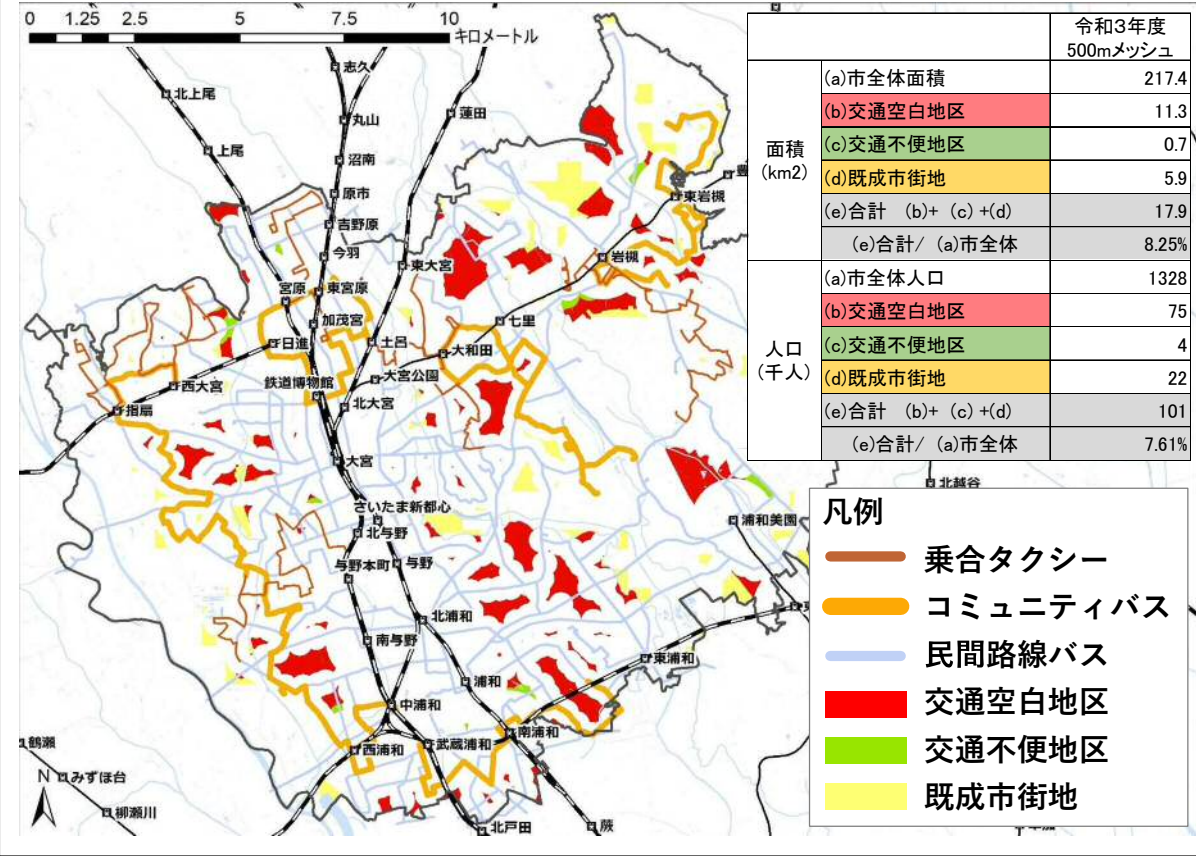 0 1.25 2.5 5 7.5 10
キロメートル
令和3年度
500mメッシュ
面積
(km2)
(a)市全体面積 217.4
(b)交通空白地区 11.3
(c)交通不便地区 0.7
(d)既成市街地 5.9
(e)合計 (b)+ (c) +(d) 17.9
(e)合計/ (a)市全体 8.25%
人口
(千人)
(a)市全体人口 1328
(b)交通空白地区 75
(c)交通不便地区 4
(d)既成市街地 22
(e)合計 (b)+ (c) +(d) 101
(e)合計/ (a)市全体 7.61%
志久
北上尾
丸山
蓮田
上尾
沼南
原市
吉野原
今羽
東大宮
東岩槻
豊
岩槻
宮原
東宮原
加茂宮
七里
日進
土呂
大和田
西大宮
鉄道博物館
大宮公園
指扇
北大宮
大宮
さいたま新都心
北与野
与野本町
与野
北浦和
南与野
浦和
東浦和
中浦和
西浦和
武蔵浦和
南浦和
浦和美園
北越谷
東
鶴瀬
みずほ台
柳瀬川
北戸田
蕨
N
凡例
乗合タクシー
コミュニティバス
民間路線バス
交通空白地区
交通不便地区
既成市街地